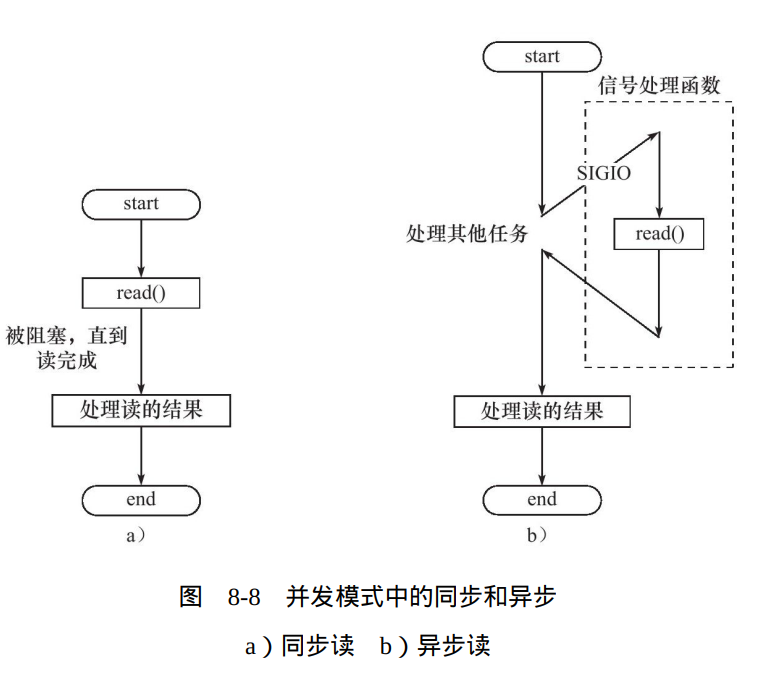 start
read()
被阻塞，直到
读完成
处理读的结果
end
a）
start
信号处理函数
SIGIO
处理其他任务
read()
处理读的结果
end
b）
图 8-8 并发模式中的同步和异步
a）同步读 b）异步读